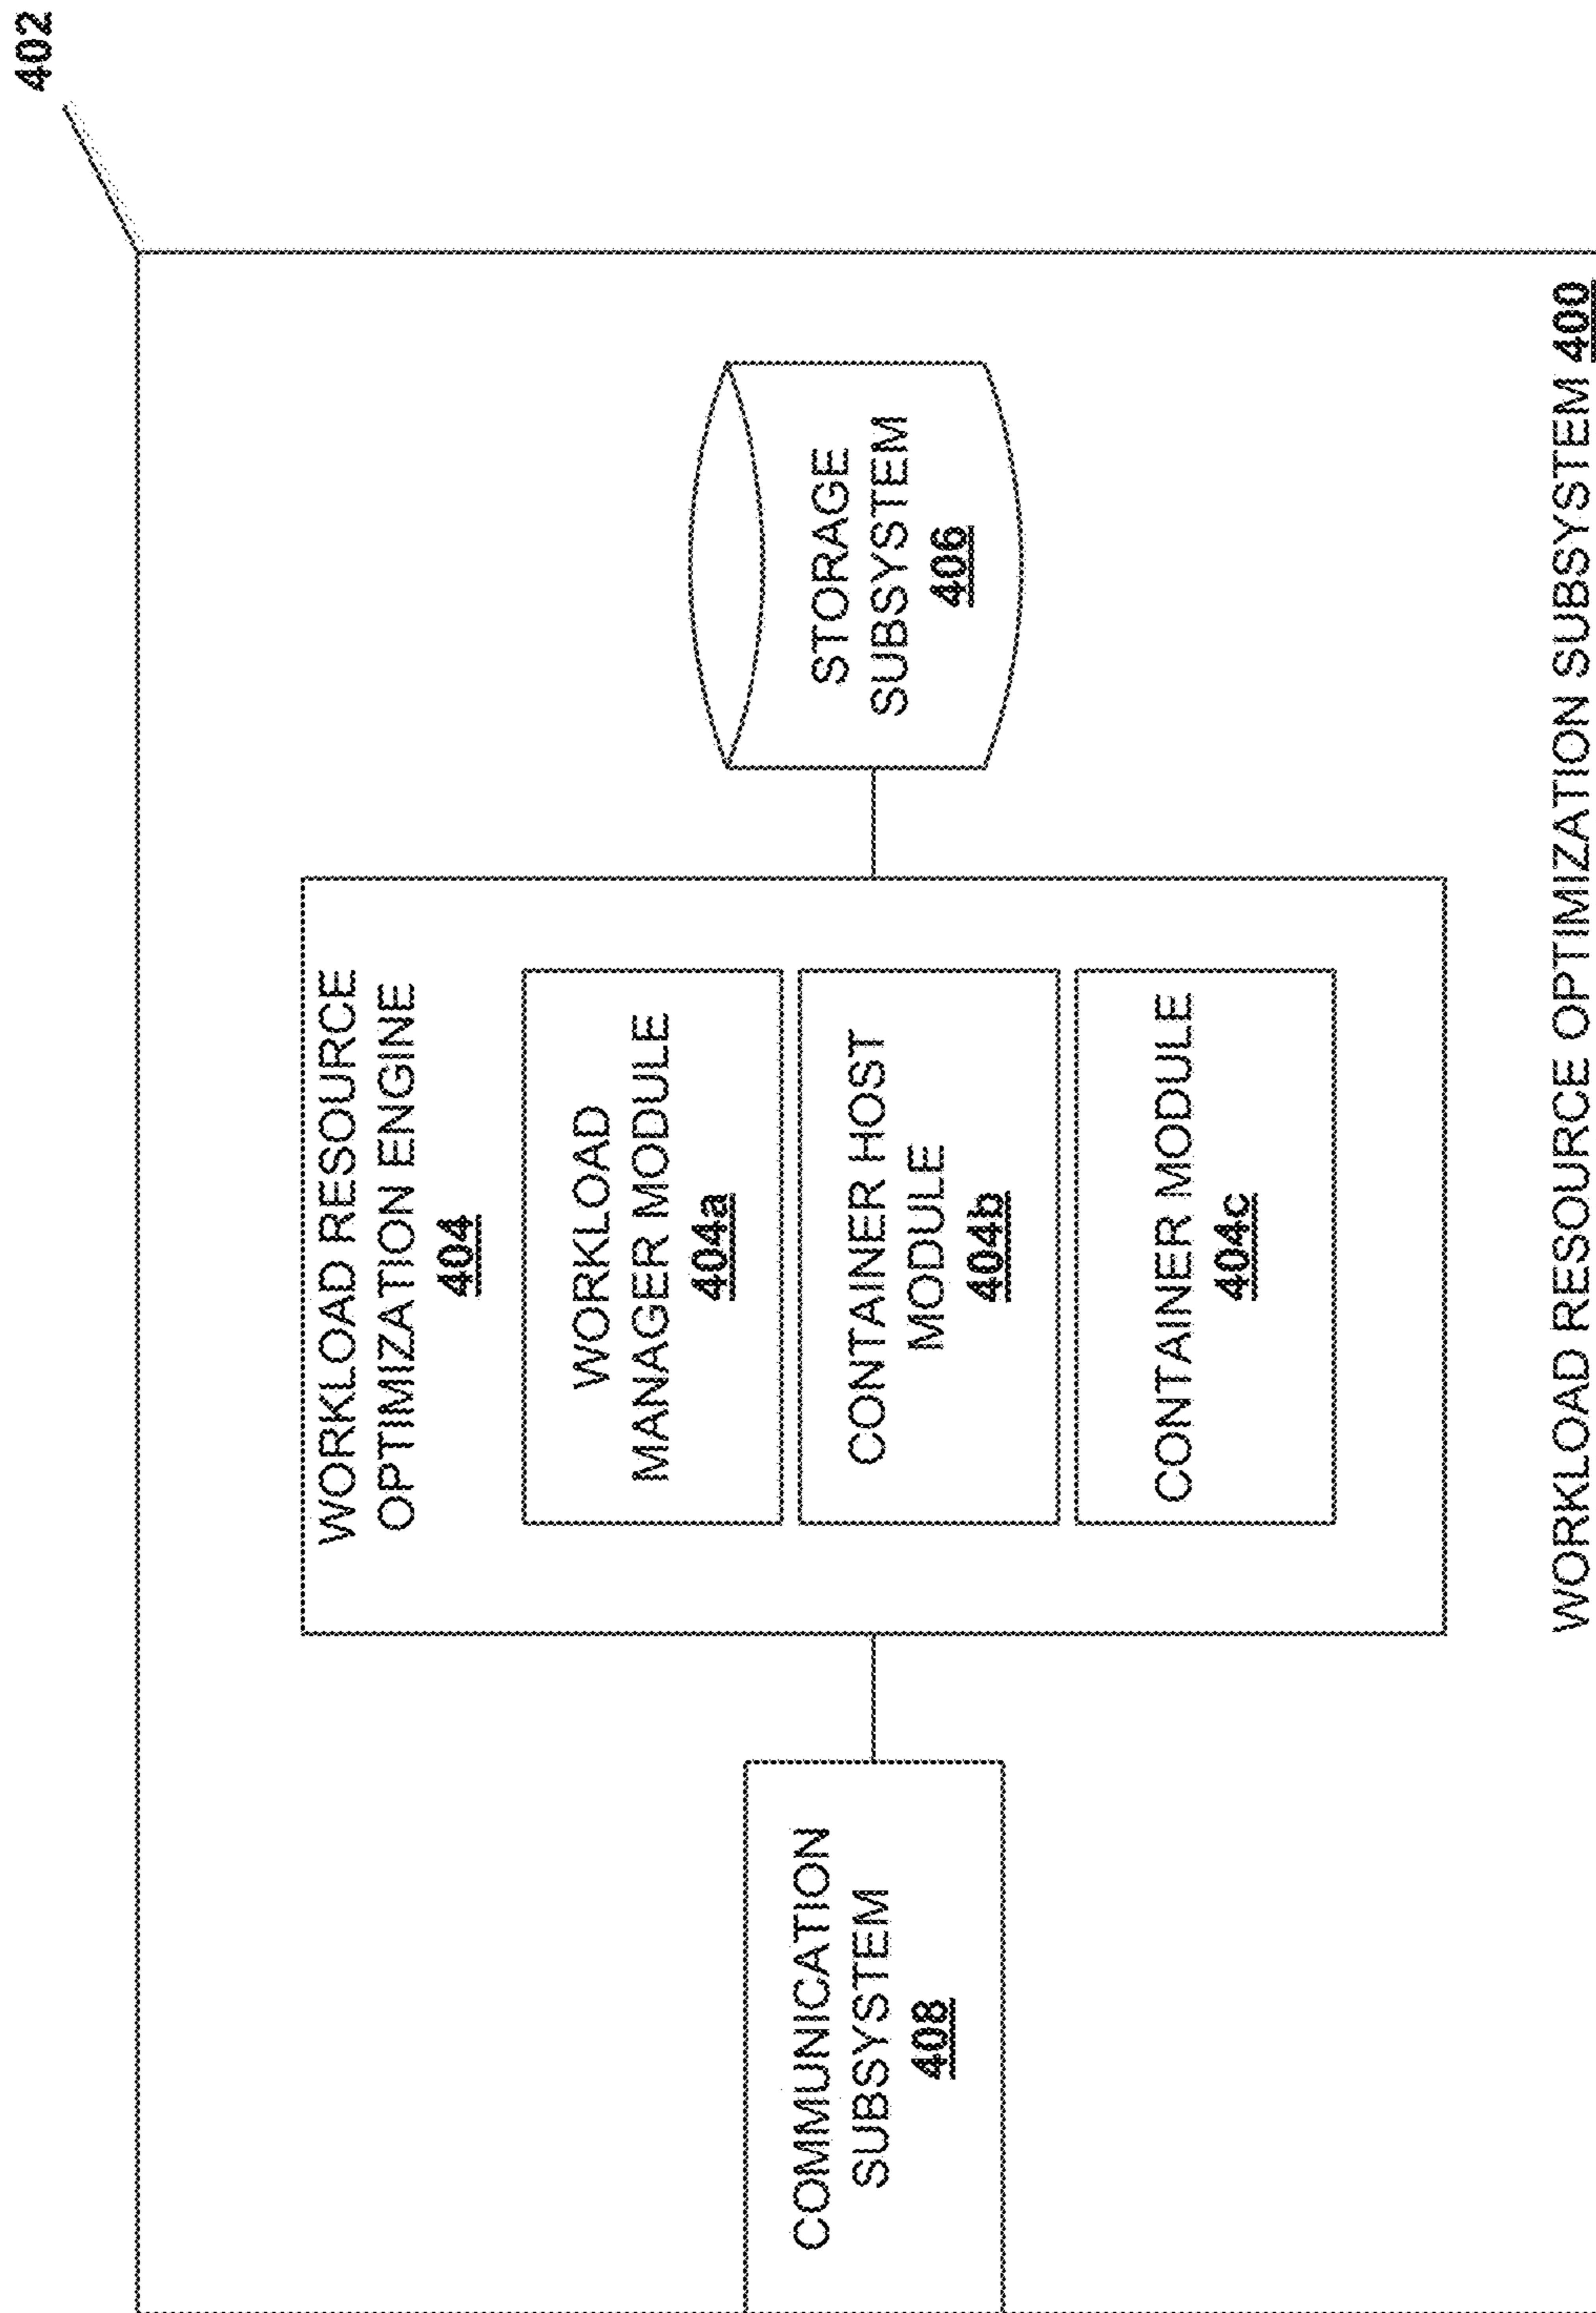 402
WORKLOAD RESOURCE
OPTIMIZATION ENGINE
404
WORKLOAD
MANAGER MODULE
404a
CONTAINER HOST
MODULE
404b
CONTAINER MODULE
404c
COMMUNICATION
SUBSYSTEM
408
STORAGE
SUBSYSTEM
406
WORKLOAD RESOURCE OPTIMIZATION SUBSYSTEM 400